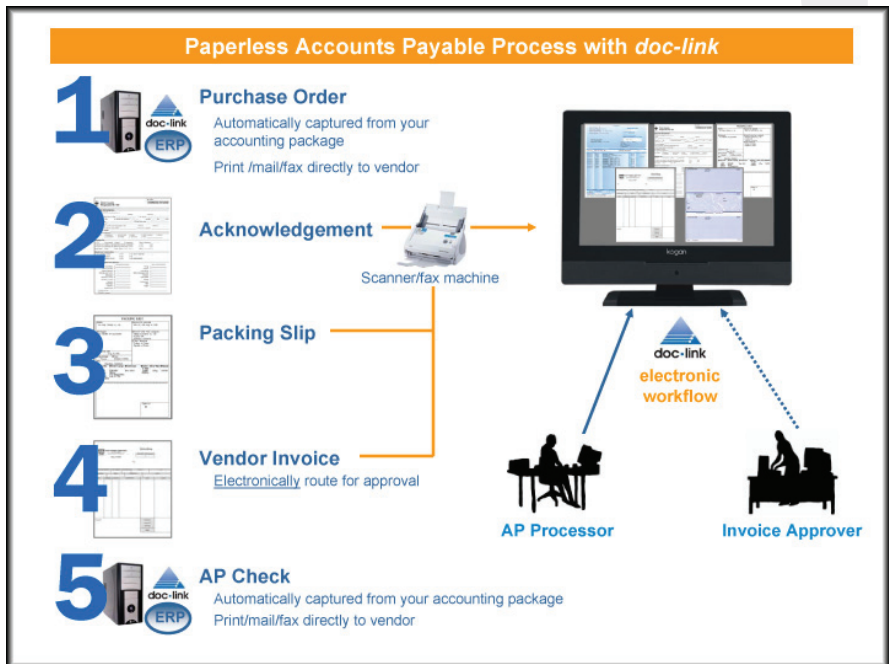 Paperless Accounts Payable Process with doc-link
1
doc-link
ERP
Purchase Order
Automatically captured from your
accounting package
Print /mail/fax directly to vendor
2
Acknowledgement
Scanner/fax machine
kogan
3
Packing Slip
doc-link
electronic
workflow
4
Vendor Invoice
Electronically route for approval
AP Processor
Invoice Approver
5
doc-link
ERP
AP Check
Automatically captured from your accounting package
Print/mail/fax directly to vendor